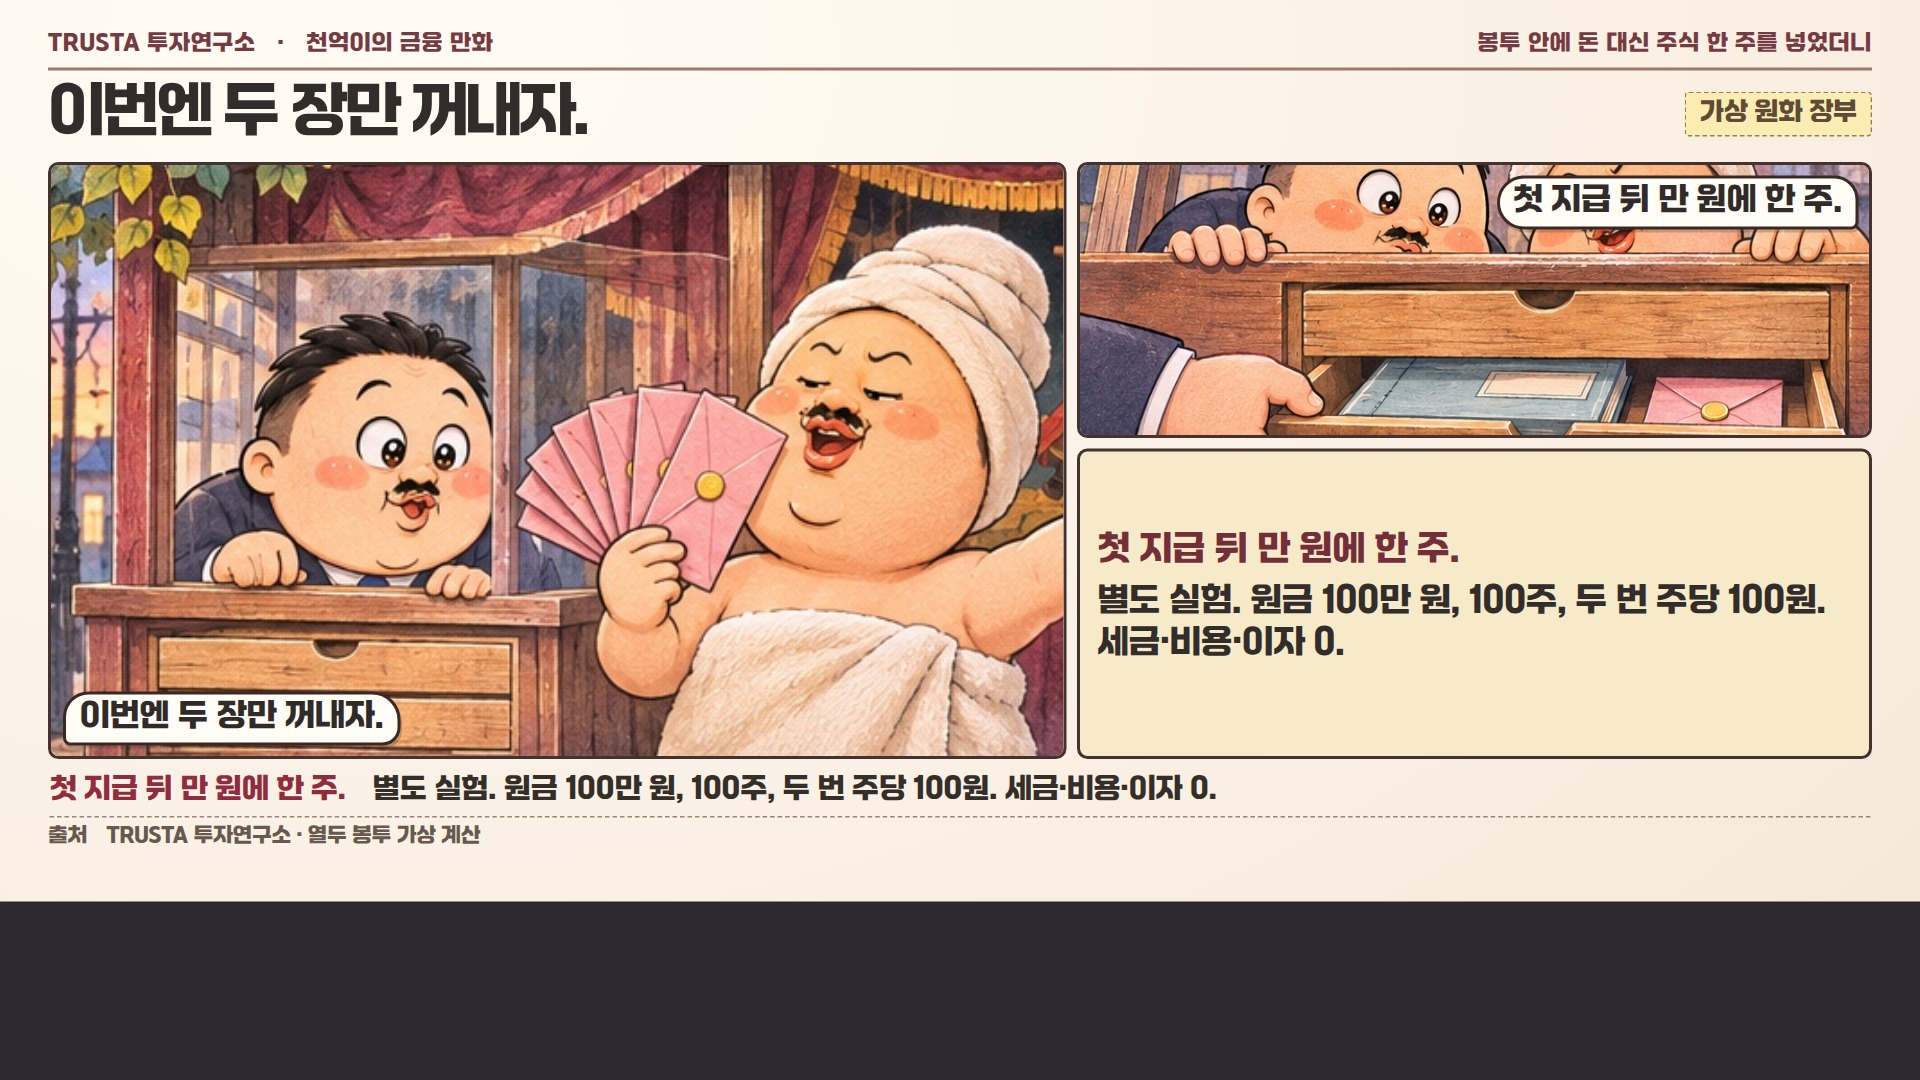 TRUSTA 투자연구소 · 천억이의 금융 만화
봉투 안에 돈 대신 주식 한 주를 넣었더니
이번엔 두 장만 꺼내자.
가상 원화 장부
이번엔 두 장만 꺼내자.
첫 지급 뒤 만 원에 한 주.
첫 지급 뒤 만 원에 한 주.
별도 실험. 원금 100만 원, 100주, 두 번 주당 100원.
세금·비용·이자 0.
첫 지급 뒤 만 원에 한 주. 별도 실험. 원금 100만 원, 100주, 두 번 주당 100원. 세금·비용·이자 0.
출처 TRUSTA 투자연구소 · 열두 봉투 가상 계산